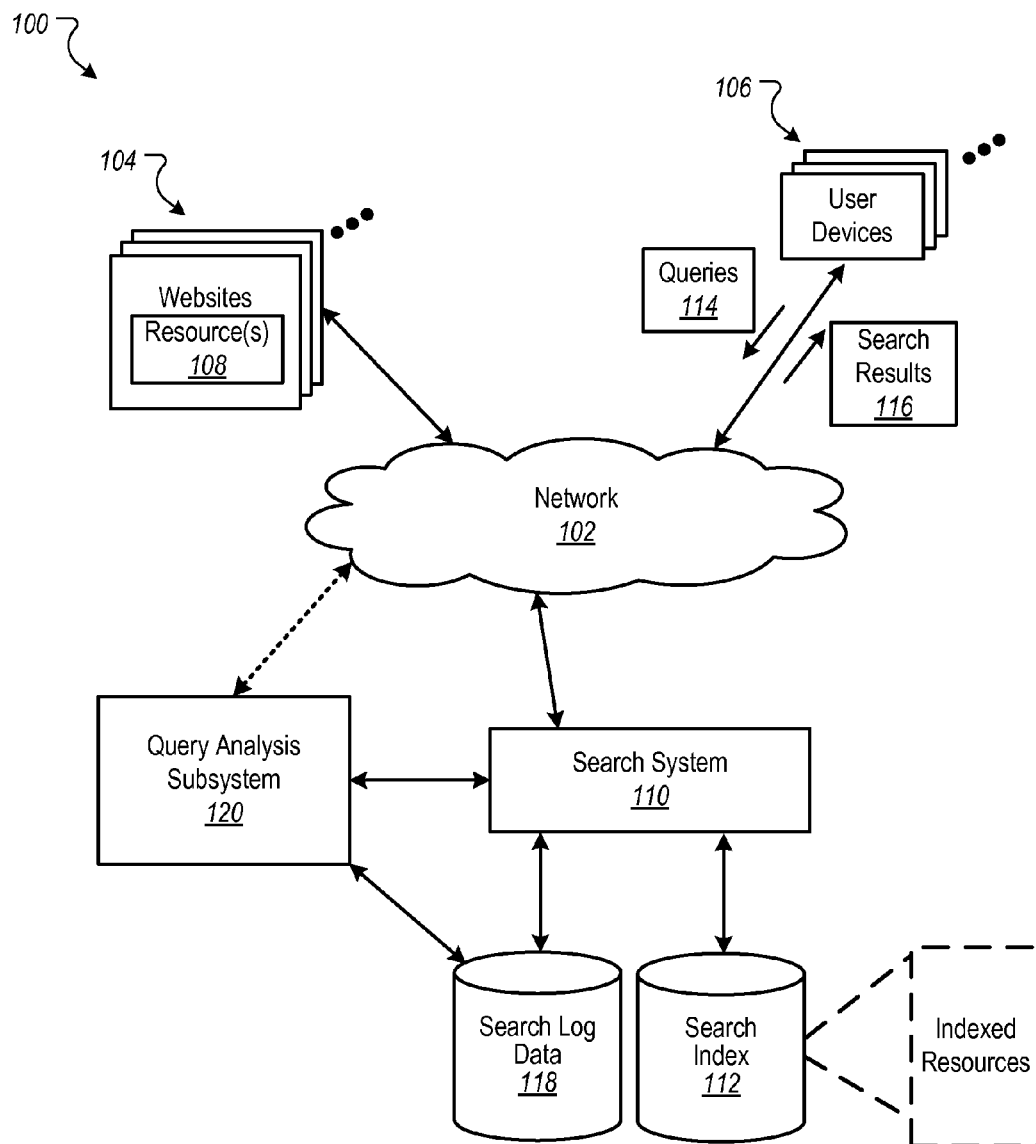 100
106
104
User
Devices
Queries
114
Websites
Resource(s)
108
Search
Results
116
Network
102
Query Analysis
Subsystem
120
Search System
110
Search Log
Data
118
Search
Index
112
Indexed
Resources